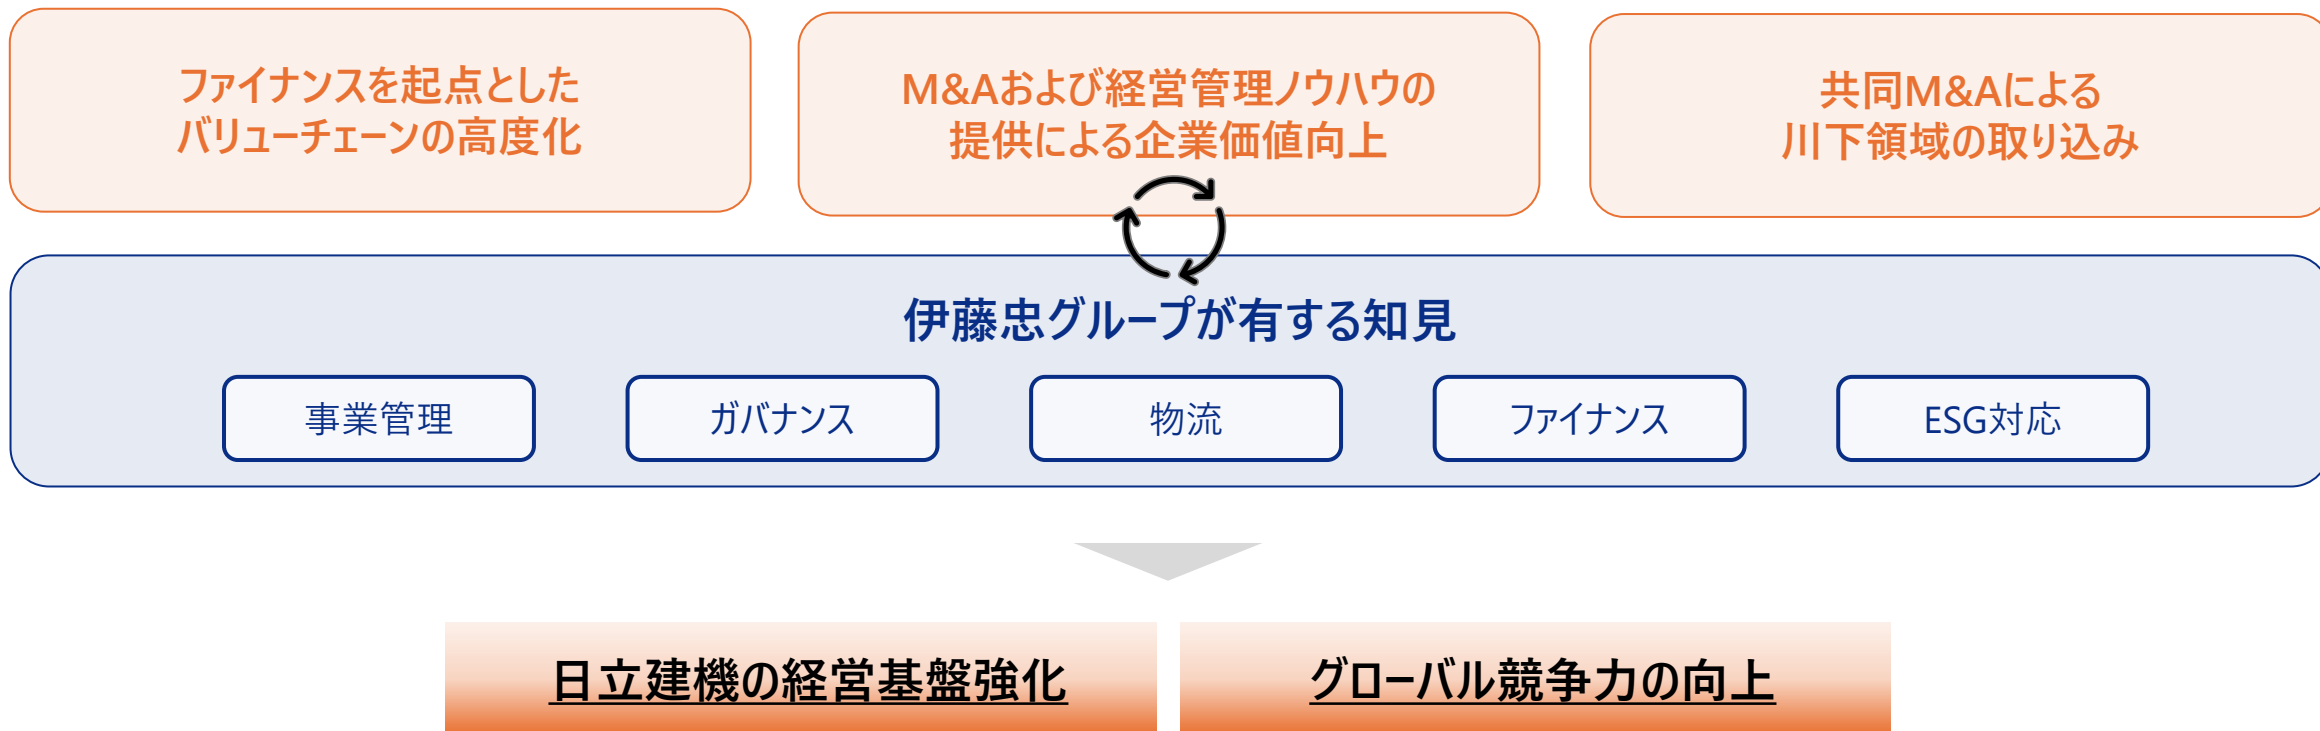 ファイナンスを起点とした
バリューチェーンの高度化
M&Aおよび経営管理ノウハウの
提供による企業価値向上
共同M&Aによる
川下領域の取り込み
伊藤忠グループが有する知見
事業管理
ガバナンス
物流
ファイナンス
ESG対応
日立建機の経営基盤強化
グローバル競争力の向上